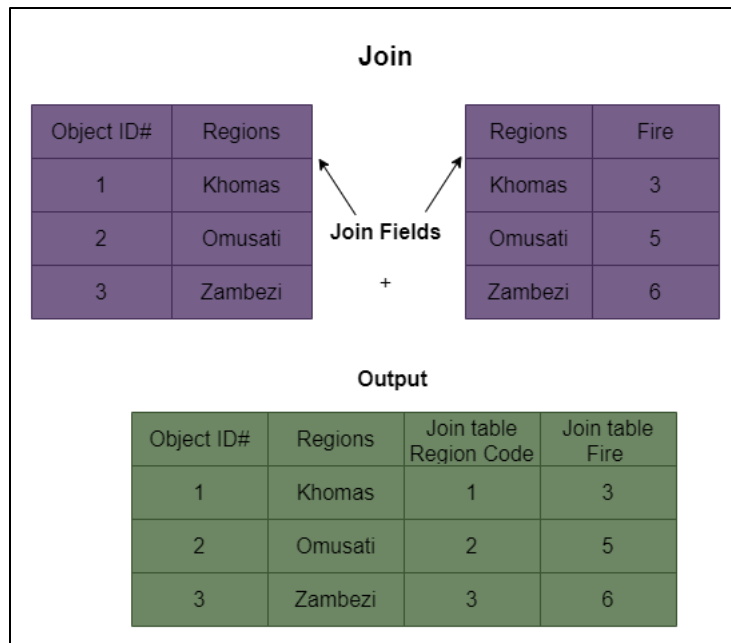 Join
Object ID# Regions
1 Khomas
2 Omusati
3 Zambezi
Join Fields
+
Regions Fire
Khomas 3
Omusati 5
Zambezi 6
Output
Object ID# Regions Join table Region Code Join table Fire
1 Khomas 1 3
2 Omusati 2 5
3 Zambezi 3 6